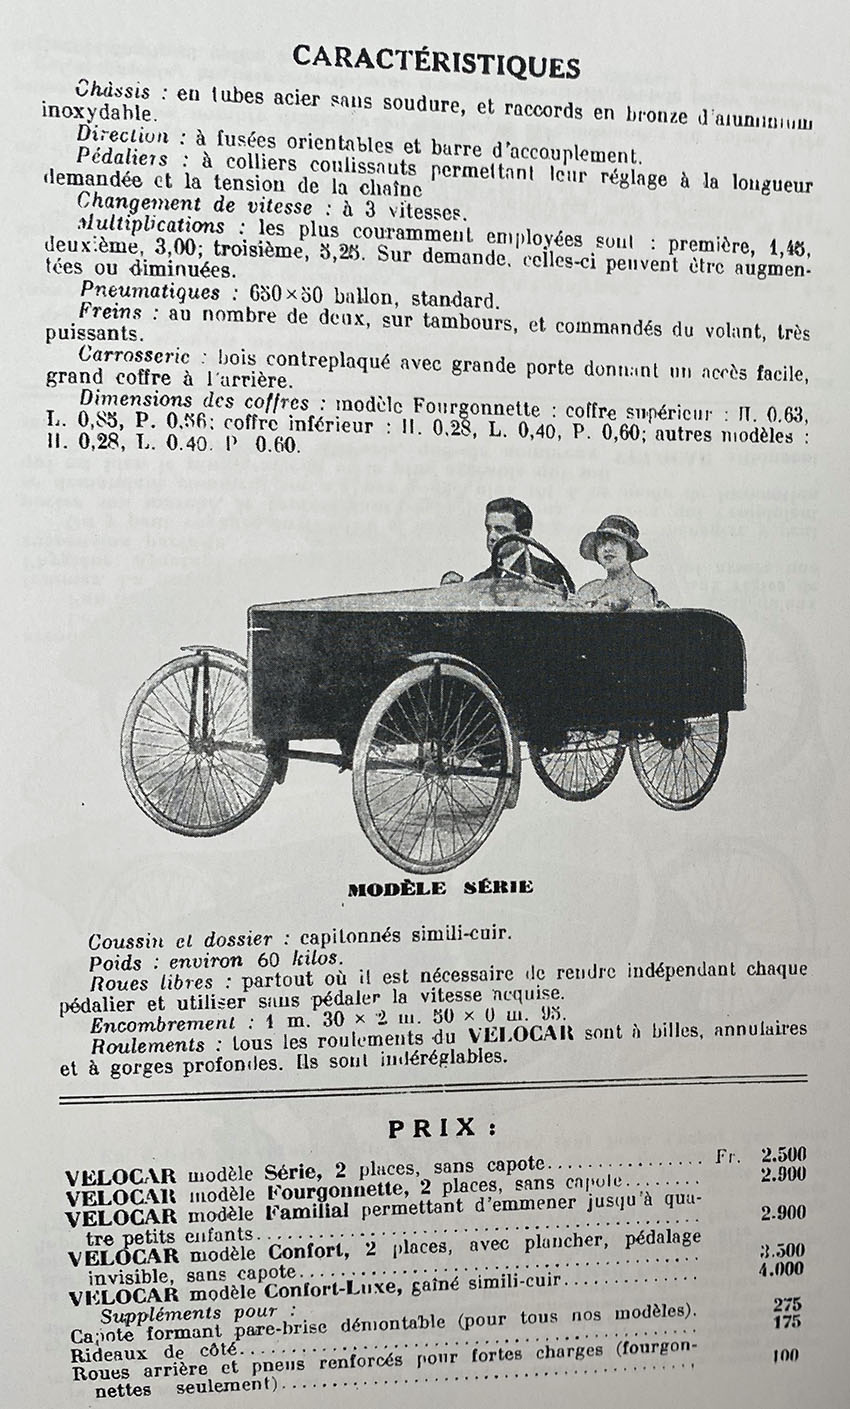 CARACTÉRISTIQUES
Châssis : en tubes acier sans soudure, et raccords en bronze d'aluminium
inoxydable.
Direction : à fusées orientables et barre d'accouplement.
Pédaliers : à colliers coulissants permettant leur réglage à la longueur
demandée et la tension de la chaîne
Changement de vitesse : à 3 vitesses.
Multiplications : les plus couramment employées sont : première, 1,45,
deuxième, 3,00; troisième, 5,25. Sur demande, celles-ci peuvent être augmen-
tées ou diminuées.
Pneumatiques : 650×50 ballon, standard.
Freins : au nombre de deux, sur tambours, et commandés du volant, très
puissants.
Carrosserie : bois contreplaqué avec grande porte donnant un accès facile,
grand coffre à l'arrière.
Dimensions des coffres : modèle Fourgonnette : coffre supérieur : H. 0.63,
L. 0,85, P. 0,56; coffre inférieur : H. 0,28, L. 0,40, P. 0,60; autres modèles :
H. 0,28, L. 0.40. P 0.60.
MODÈLE SÉRIE
Coussin et dossier : capitonnés simili-cuir.
Poids : environ 60 kilos.
Roues libres : partout où il est nécessaire de rendre indépendant chaque
pédalier et utiliser sans pédaler la vitesse acquise.
Encombrement : 1 m. 30 × 2 m. 50 × 0 m. 95.
Roulements : tous les roulements du VELOCAR sont à billes, annulaires
et à gorges profondes. Ils sont indéréglables.
PRIX :
VELOCAR modèle Série, 2 places, sans capote................ Fr. 2.500
VELOCAR modèle Fourgonnette, 2 places, sans capote........ 2.900
VELOCAR modèle Familial permettant d'emmener jusqu'à qua-
tre petits enfants........................................ 2.900
VELOCAR modèle Confort, 2 places, avec plancher, pédalage
invisible, sans capote.................................... 3.500
VELOCAR modèle Confort-Luxe, gaîné simili-cuir.............. 4.000
Suppléments pour :
Capote formant pare-brise démontable (pour tous nos modèles). 275
Rideaux de côté........................................... 175
Roues arrière et pneus renforcés pour fortes charges (fourgon-
nettes seulement)......................................... 100